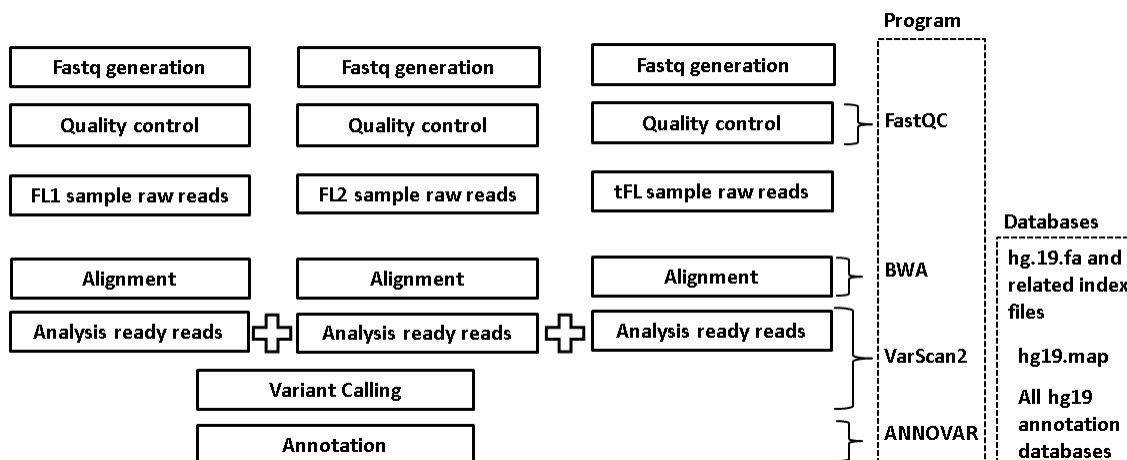 Program
Fastq generation
Fastq generation
Fastq generation
Quality control
Quality control
Quality control
FastQC
FL1 sample raw reads
FL2 sample raw reads
tFL sample raw reads
Databases
hg.19.fa and
related index
files
Alignment
Alignment
Alignment
BWA
Analysis ready reads
Analysis ready reads
Analysis ready reads
VarScan2
hg19.map
Variant Calling
All hg19
annotation
databases
Annotation
ANNOVAR